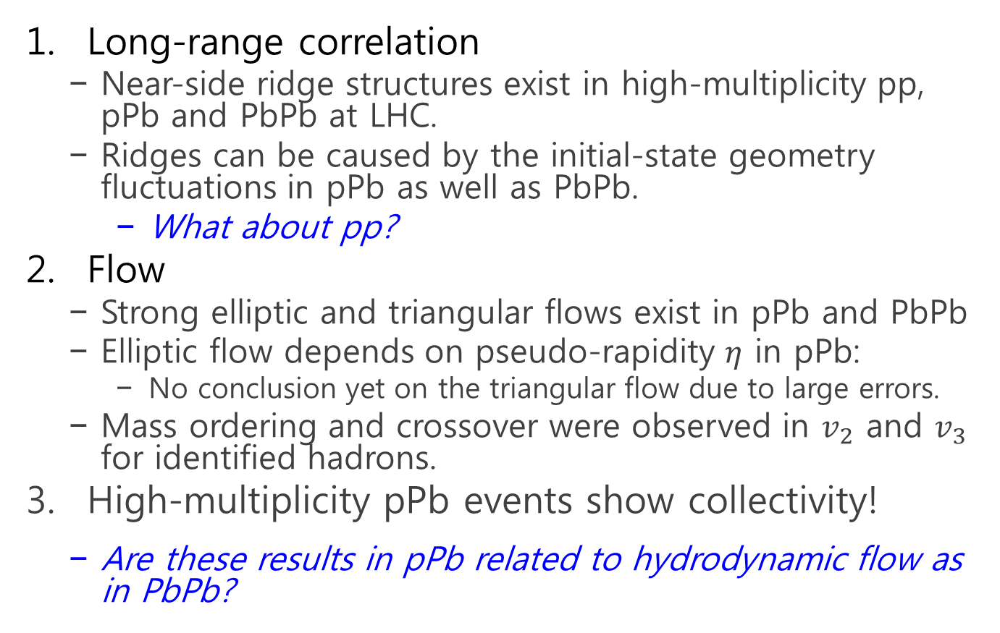 1. Long-range correlation
− Near-side ridge structures exist in high-multiplicity pp,
pPb and PbPb at LHC.
− Ridges can be caused by the initial-state geometry
fluctuations in pPb as well as PbPb.
− What about pp?
2. Flow
− Strong elliptic and triangular flows exist in pPb and PbPb
− Elliptic flow depends on pseudo-rapidity η in pPb:
− No conclusion yet on the triangular flow due to large errors.
− Mass ordering and crossover were observed in v₂ and v₃
for identified hadrons.
3. High-multiplicity pPb events show collectivity!
− Are these results in pPb related to hydrodynamic flow as
in PbPb?